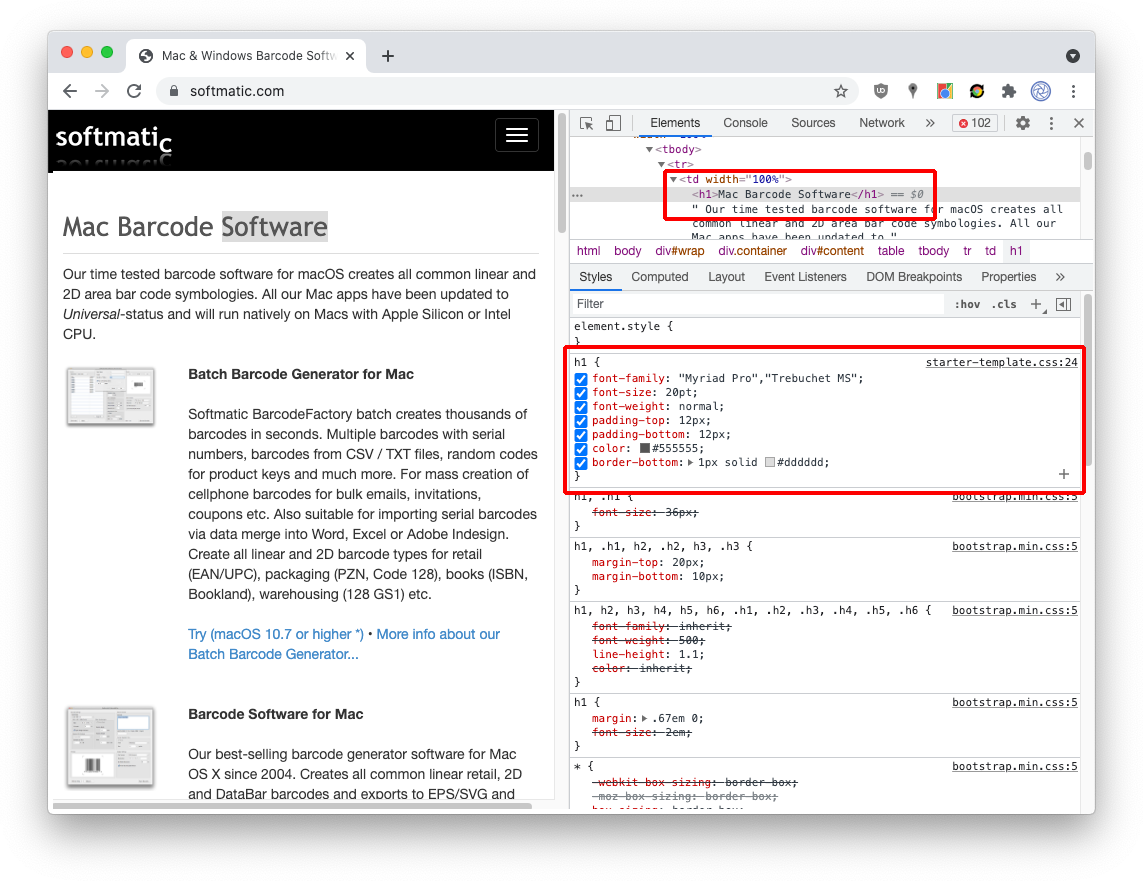 Mac & Windows Barcode Softw
softmatic.com
softmatic
Mac Barcode Software
Our time tested barcode software for macOS creates all common linear and
2D area bar code symbologies. All our Mac apps have been updated to
Universal-status and will run natively on Macs with Apple Silicon or Intel
CPU.
Batch Barcode Generator for Mac
Softmatic BarcodeFactory batch creates thousands of
barcodes in seconds. Multiple barcodes with serial
numbers, barcodes from CSV / TXT files, random codes
for product keys and much more. For mass creation of
cellphone barcodes for bulk emails, invitations,
coupons etc. Also suitable for importing serial barcodes
via data merge into Word, Excel or Adobe Indesign.
Create all linear and 2D barcode types for retail
(EAN/UPC), packaging (PZN, Code 128), books (ISBN,
Bookland), warehousing (128 GS1) etc.
Try (macOS 10.7 or higher *) • More info about our
Batch Barcode Generator...
Barcode Software for Mac
Our best-selling barcode generator software for Mac
OS X since 2004. Creates all common linear retail, 2D
and DataBar barcodes and exports to EPS/SVG and
Elements Console Sources Network » 102
<tbody>
<tr>
<td width="100%">
<h1>Mac Barcode Software</h1> == $0
" Our time tested barcode software for macOS creates all
common linear and 2D area bar code symbologies. All our
Mac apps have been updated to "
html body div#wrap div.container div#content table tbody tr td h1
Styles Computed Layout Event Listeners DOM Breakpoints Properties »
Filter :hov .cls +
element.style {
}
h1 { starter-template.css:24
font-family: "Myriad Pro","Trebuchet MS";
font-size: 20pt;
font-weight: normal;
padding-top: 12px;
padding-bottom: 12px;
color: #555555;
border-bottom: 1px solid #dddddd;
}
h1, .h1 { bootstrap.min.css:5
font-size: 36px;
}
h1, .h1, h2, .h2, h3, .h3 { bootstrap.min.css:5
margin-top: 20px;
margin-bottom: 10px;
}
h1, h2, h3, h4, h5, h6, .h1, .h2, .h3, .h4, .h5, .h6 { bootstrap.min.css:5
font-family: inherit;
font-weight: 500;
line-height: 1.1;
color: inherit;
}
h1 { bootstrap.min.css:5
margin: .67em 0;
font-size: 2em;
}
* { bootstrap.min.css:5
-webkit-box-sizing: border-box;
-moz-box-sizing: border-box;
box-sizing: border-box;